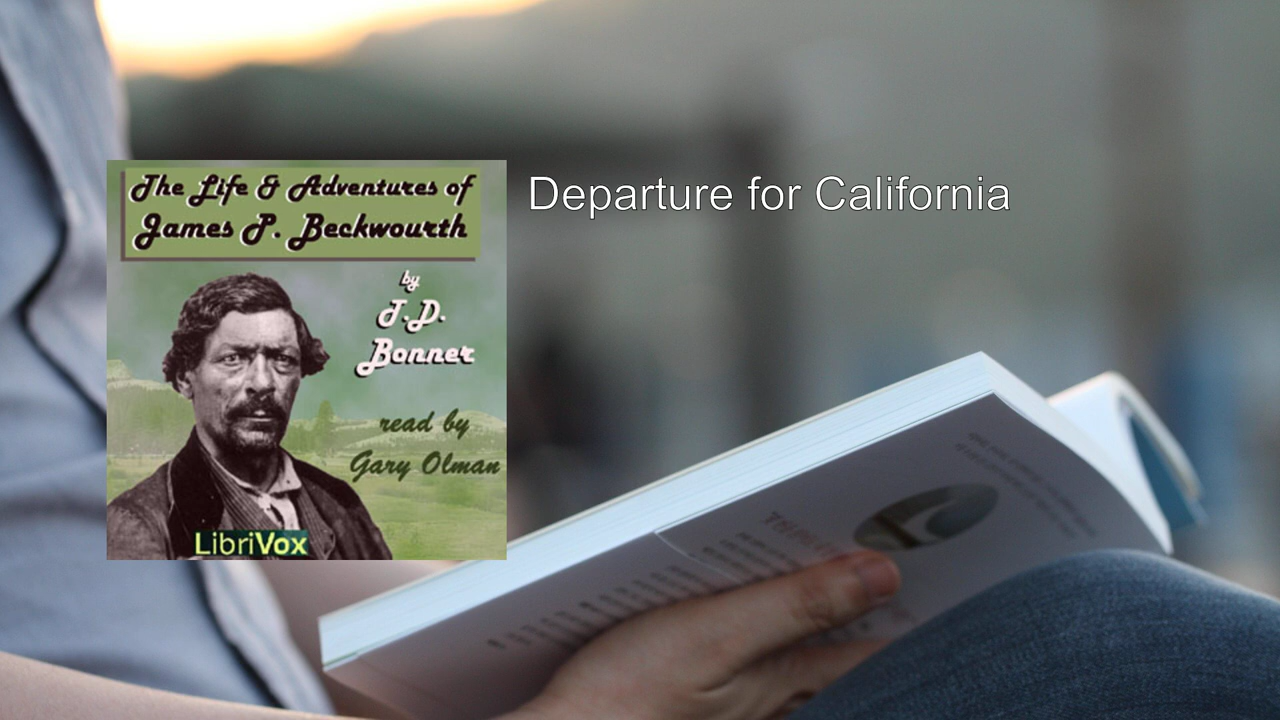 The Life & Adventures of
James P. Beckwourth
by
T.D.
Bonner
read by
Gary Olman
LibriVox
Departure for California